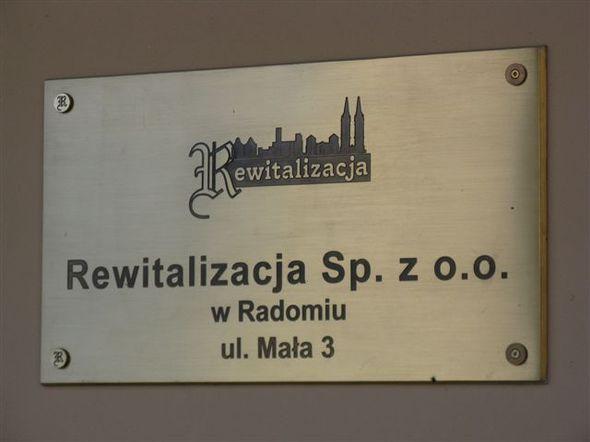 Rewitalizacja
Rewitalizacja Sp. z o.o.
w Radomiu
ul. Mała 3